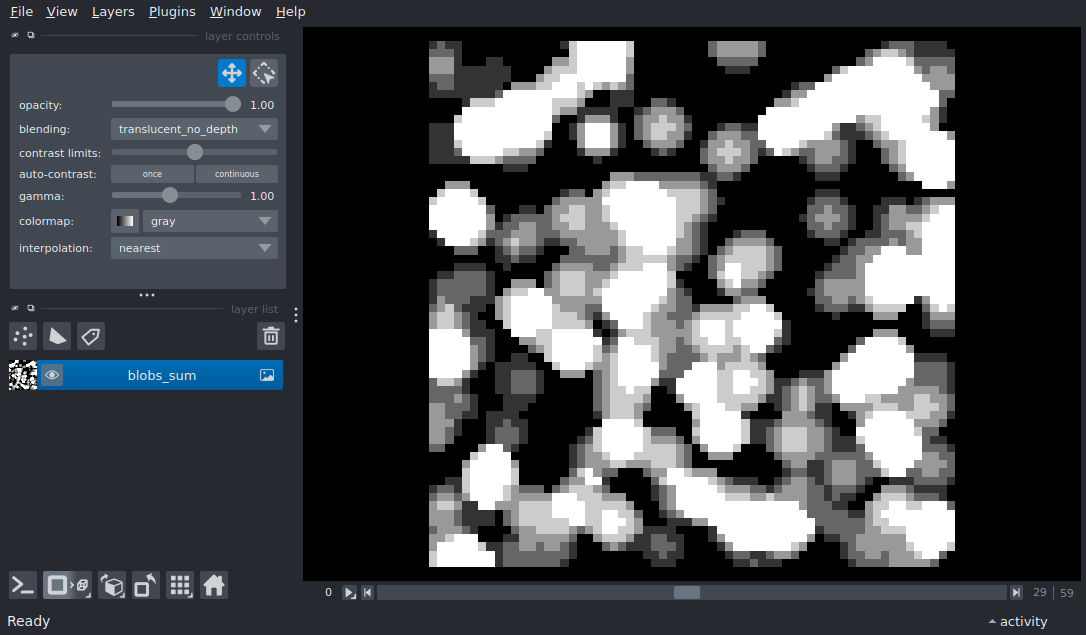 File View Layers Plugins Window Help
layer controls
opacity: 1.00
blending: translucent_no_depth
contrast limits:
auto-contrast: once continuous
gamma: 1.00
colormap: gray
interpolation: nearest
layer list
blobs_sum
0 29 59
Ready activity